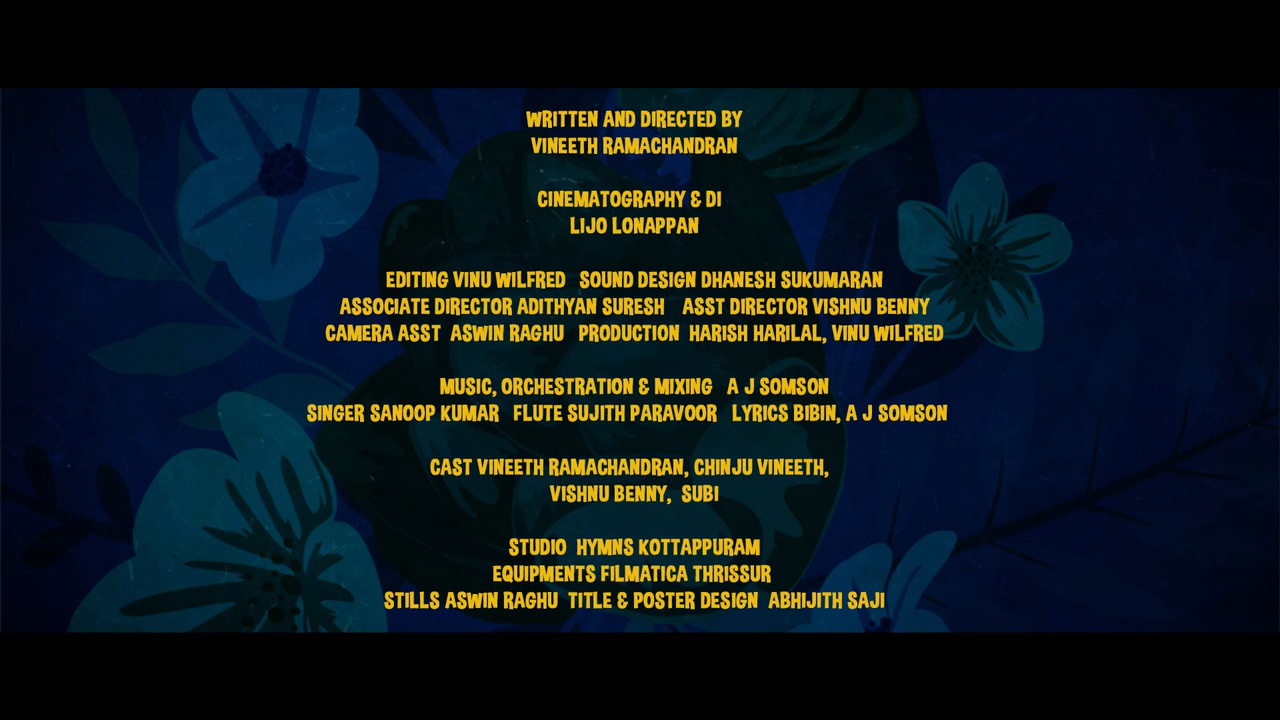 WRITTEN AND DIRECTED BY
VINEETH RAMACHANDRAN
CINEMATOGRAPHY & DI
LIJO LONAPPAN
EDITING VINU WILFRED SOUND DESIGN DHANESH SUKUMARAN
ASSOCIATE DIRECTOR ADITHYAN SURESH ASST DIRECTOR VISHNU BENNY
CAMERA ASST ASWIN RAGHU PRODUCTION HARISH HARILAL, VINU WILFRED
MUSIC, ORCHESTRATION & MIXING A J SOMSON
SINGER SANOOP KUMAR FLUTE SUJITH PARAVOOR LYRICS BIBIN, A J SOMSON
CAST VINEETH RAMACHANDRAN, CHINJU VINEETH,
VISHNU BENNY, SUBI
STUDIO HYMNS KOTTAPPURAM
EQUIPMENTS FILMATICA THRISSUR
STILLS ASWIN RAGHU TITLE & POSTER DESIGN ABHIJITH SAJI